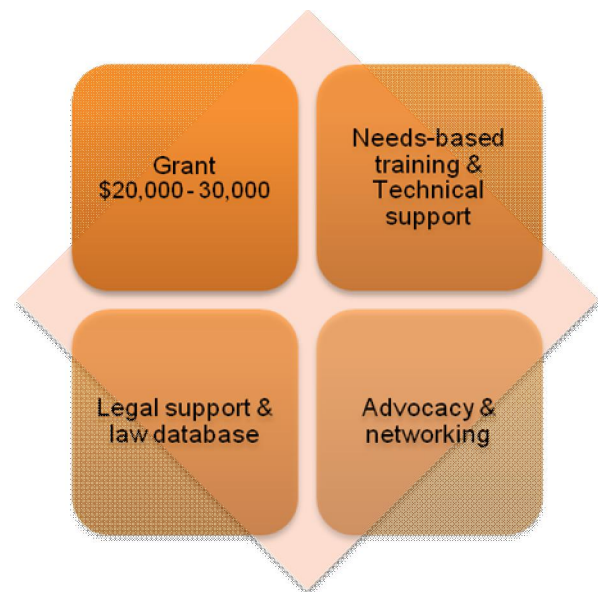 Grant
$20,000 - 30,000
Needs-based
training &
Technical
support
Legal support &
law database
Advocacy &
networking